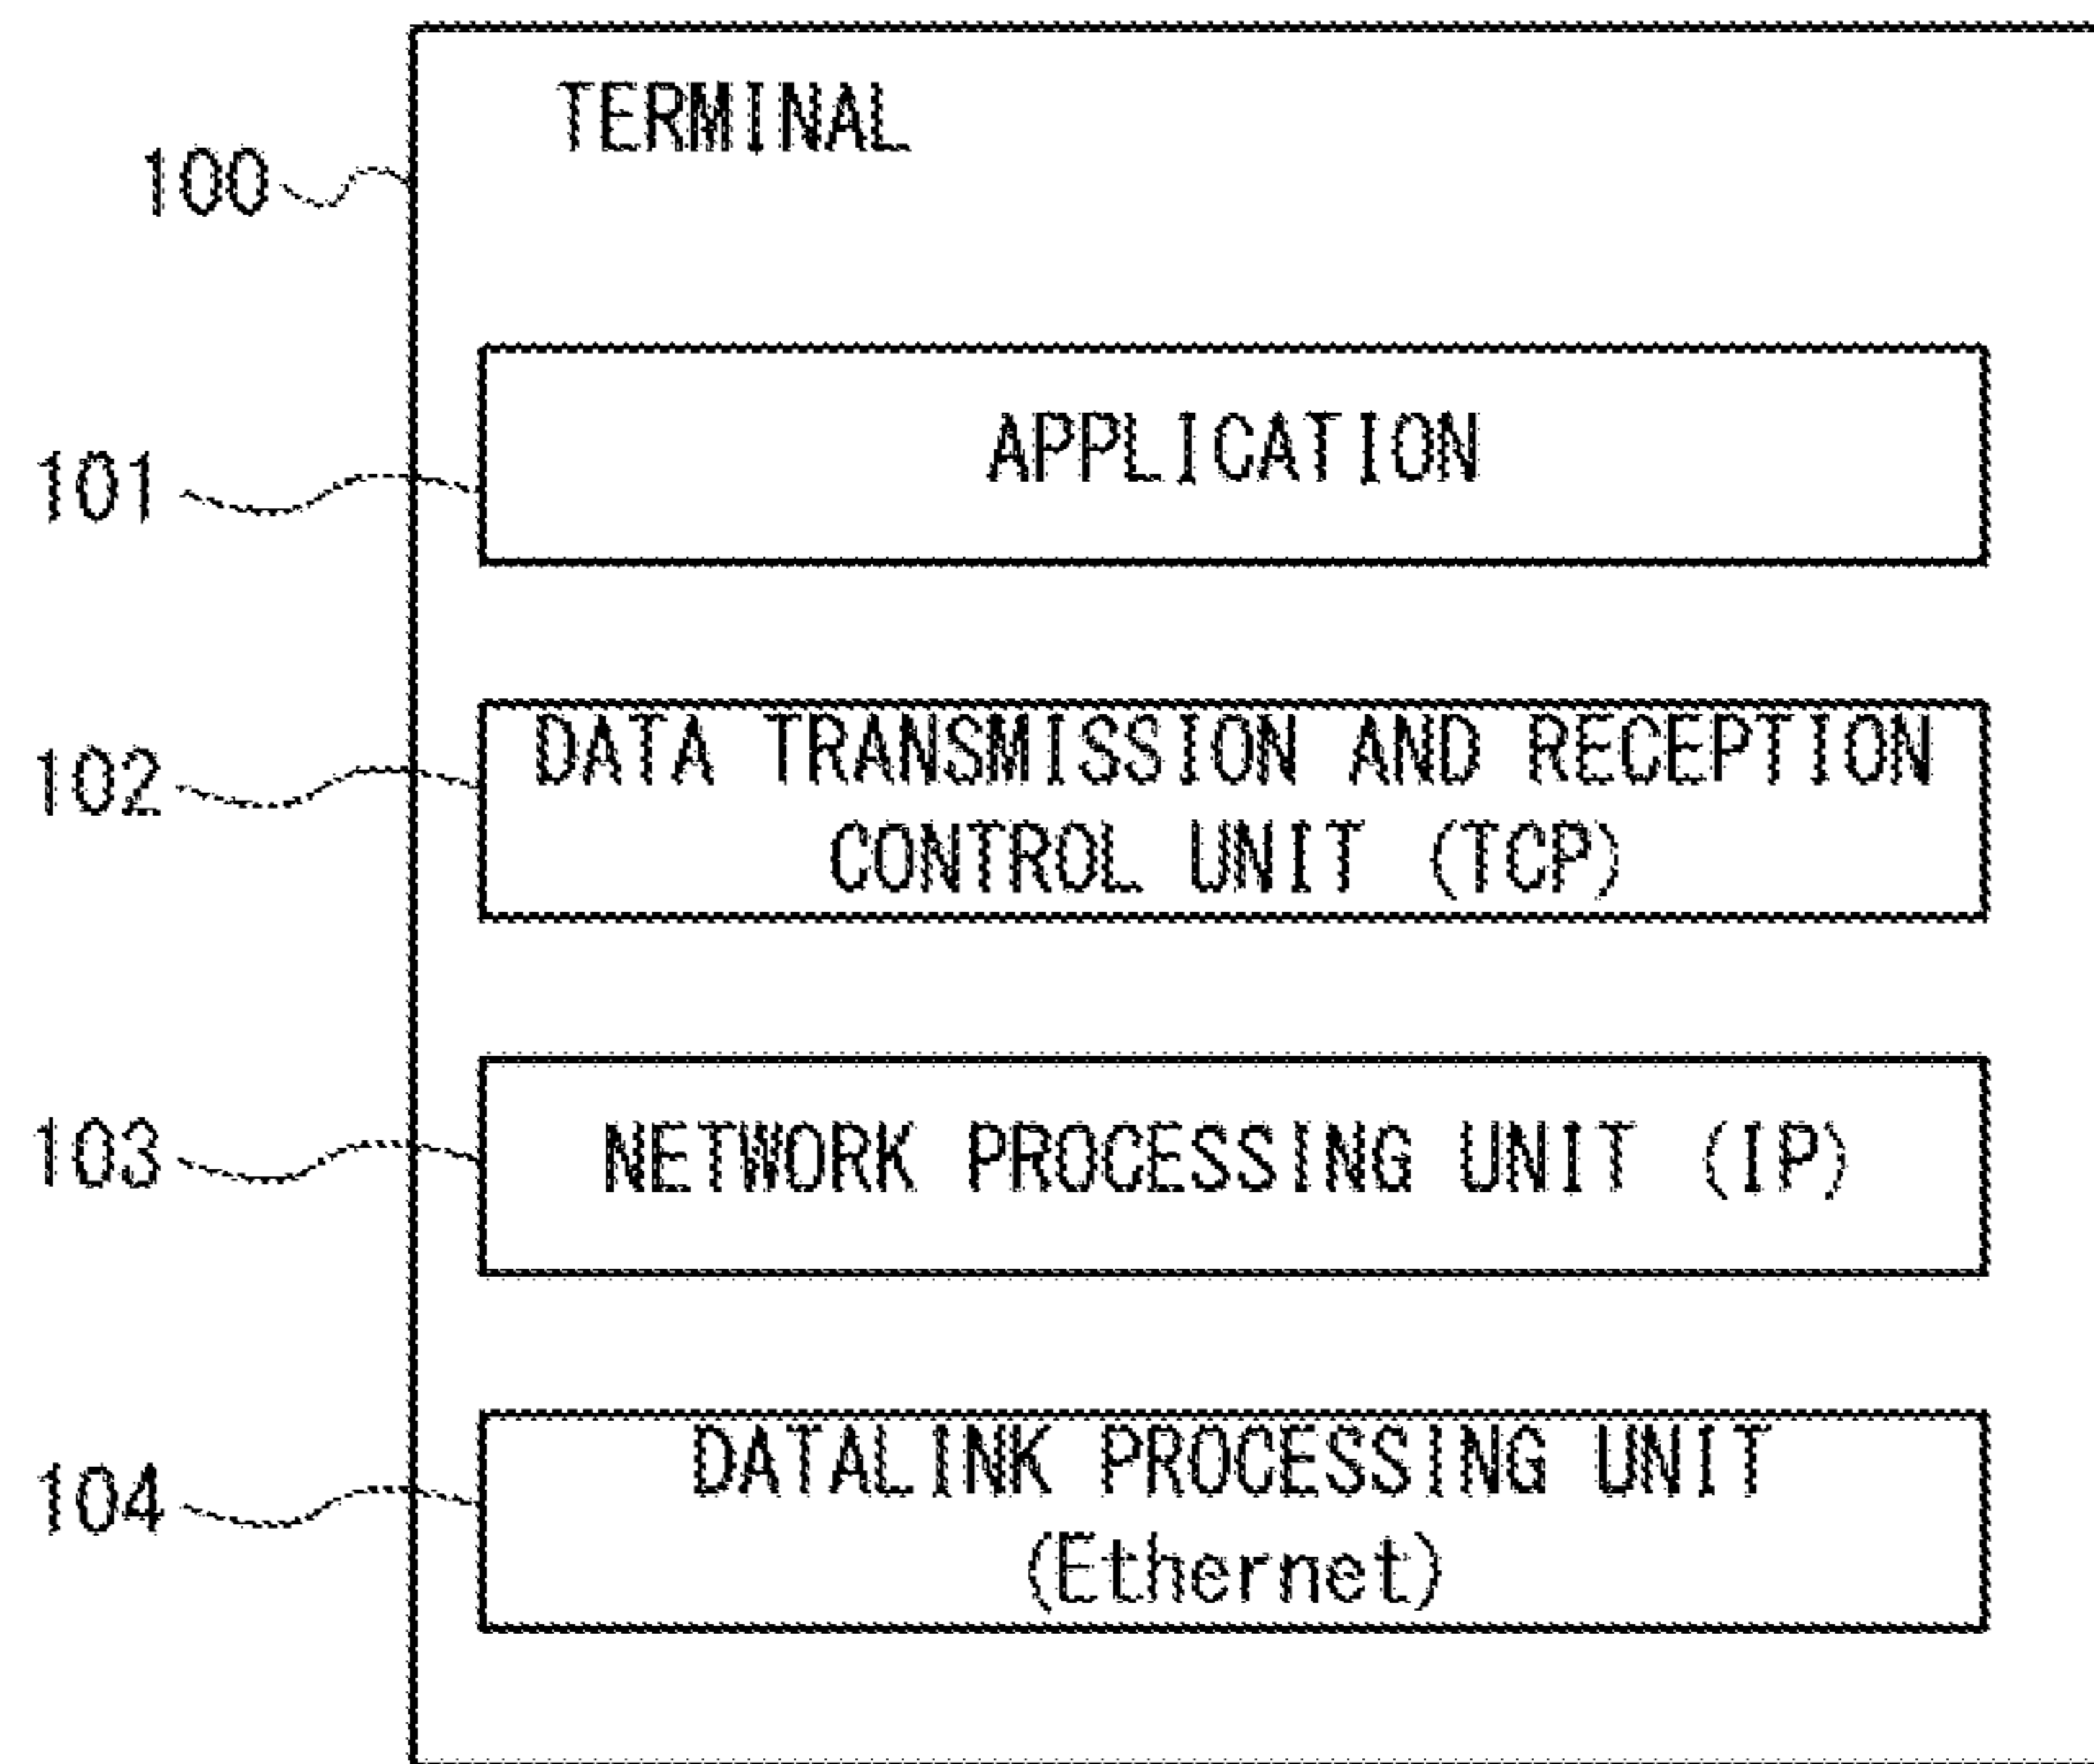 TERMINAL
100
APPLICATION
101
DATA TRANSMISSION AND RECEPTION
CONTROL UNIT (TCP)
102
NETWORK PROCESSING UNIT (IP)
103
DATALINK PROCESSING UNIT
(Ethernet)
104